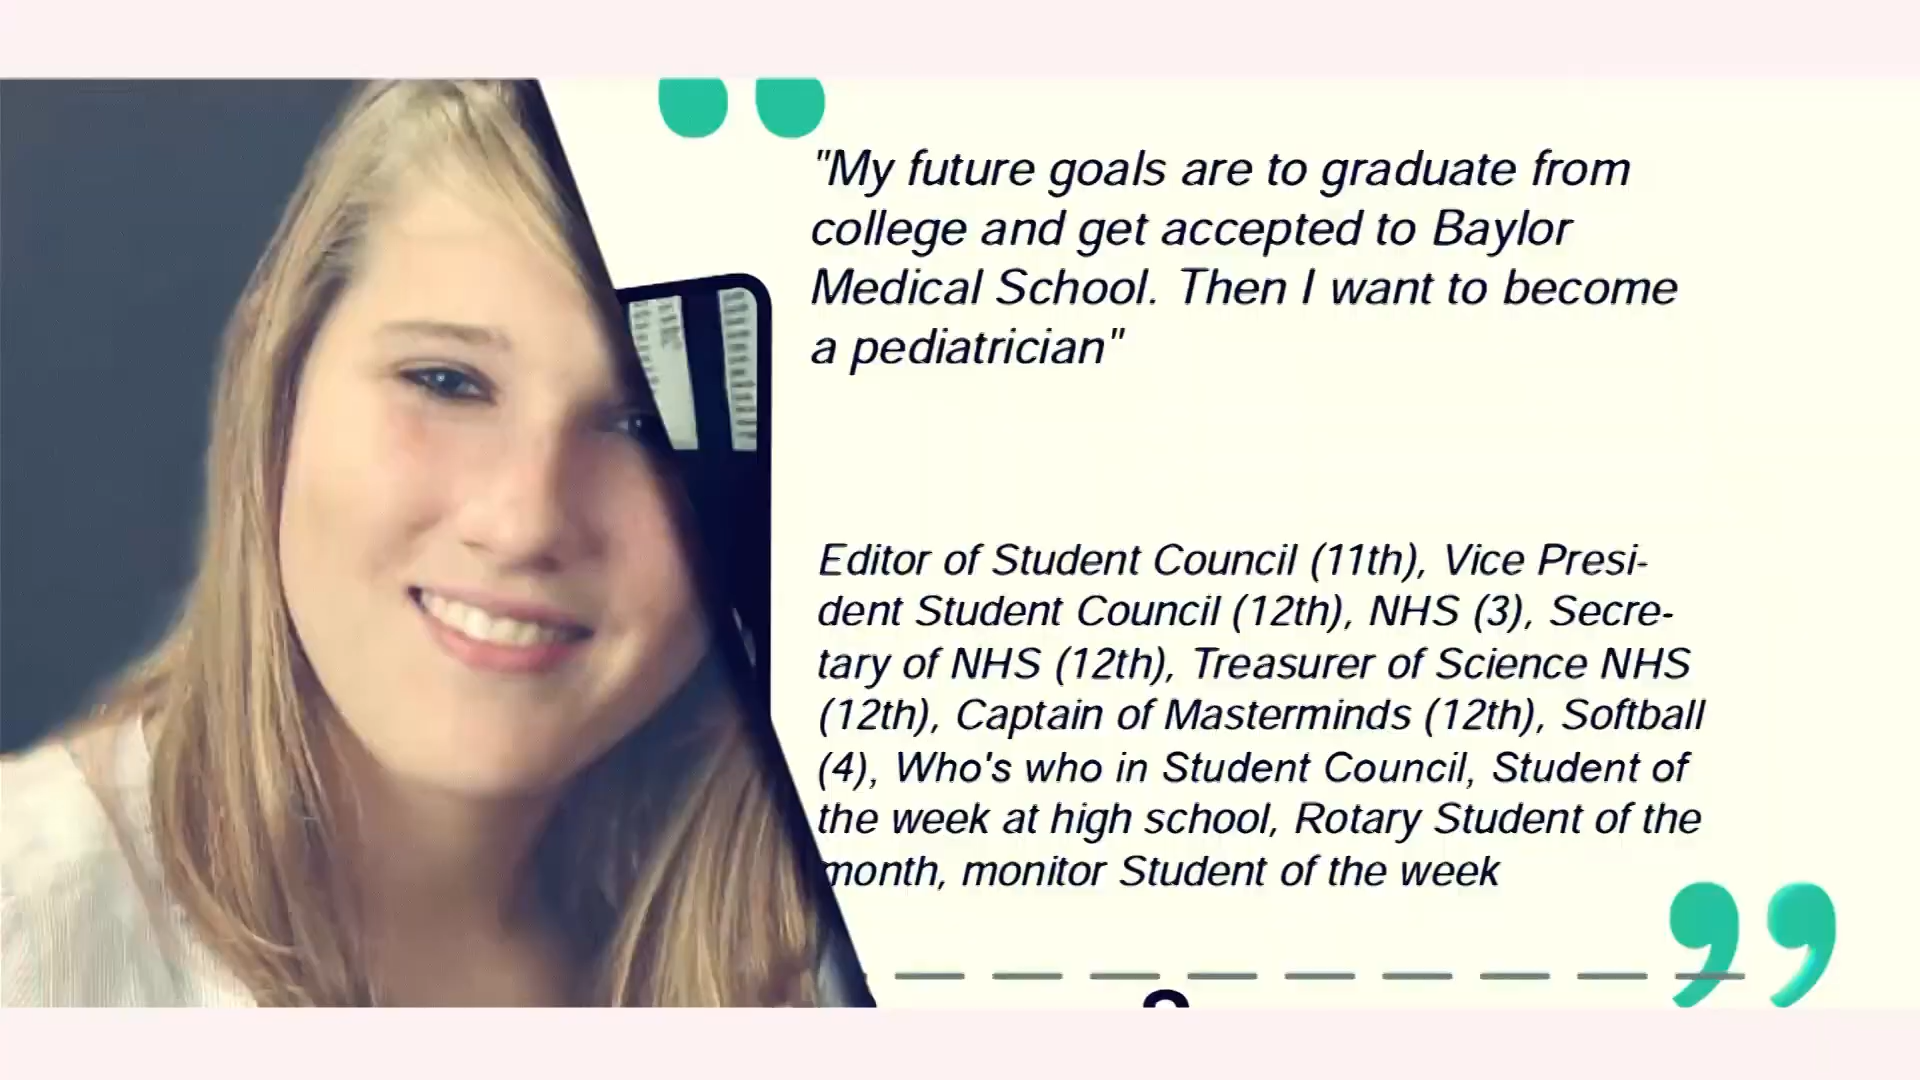 "My future goals are to graduate from
college and get accepted to Baylor
Medical School. Then I want to become
a pediatrician"
Editor of Student Council (11th), Vice Presi-
dent Student Council (12th), NHS (3), Secre-
tary of NHS (12th), Treasurer of Science NHS
(12th), Captain of Masterminds (12th), Softball
(4), Who's who in Student Council, Student of
the week at high school, Rotary Student of the
month, monitor Student of the week